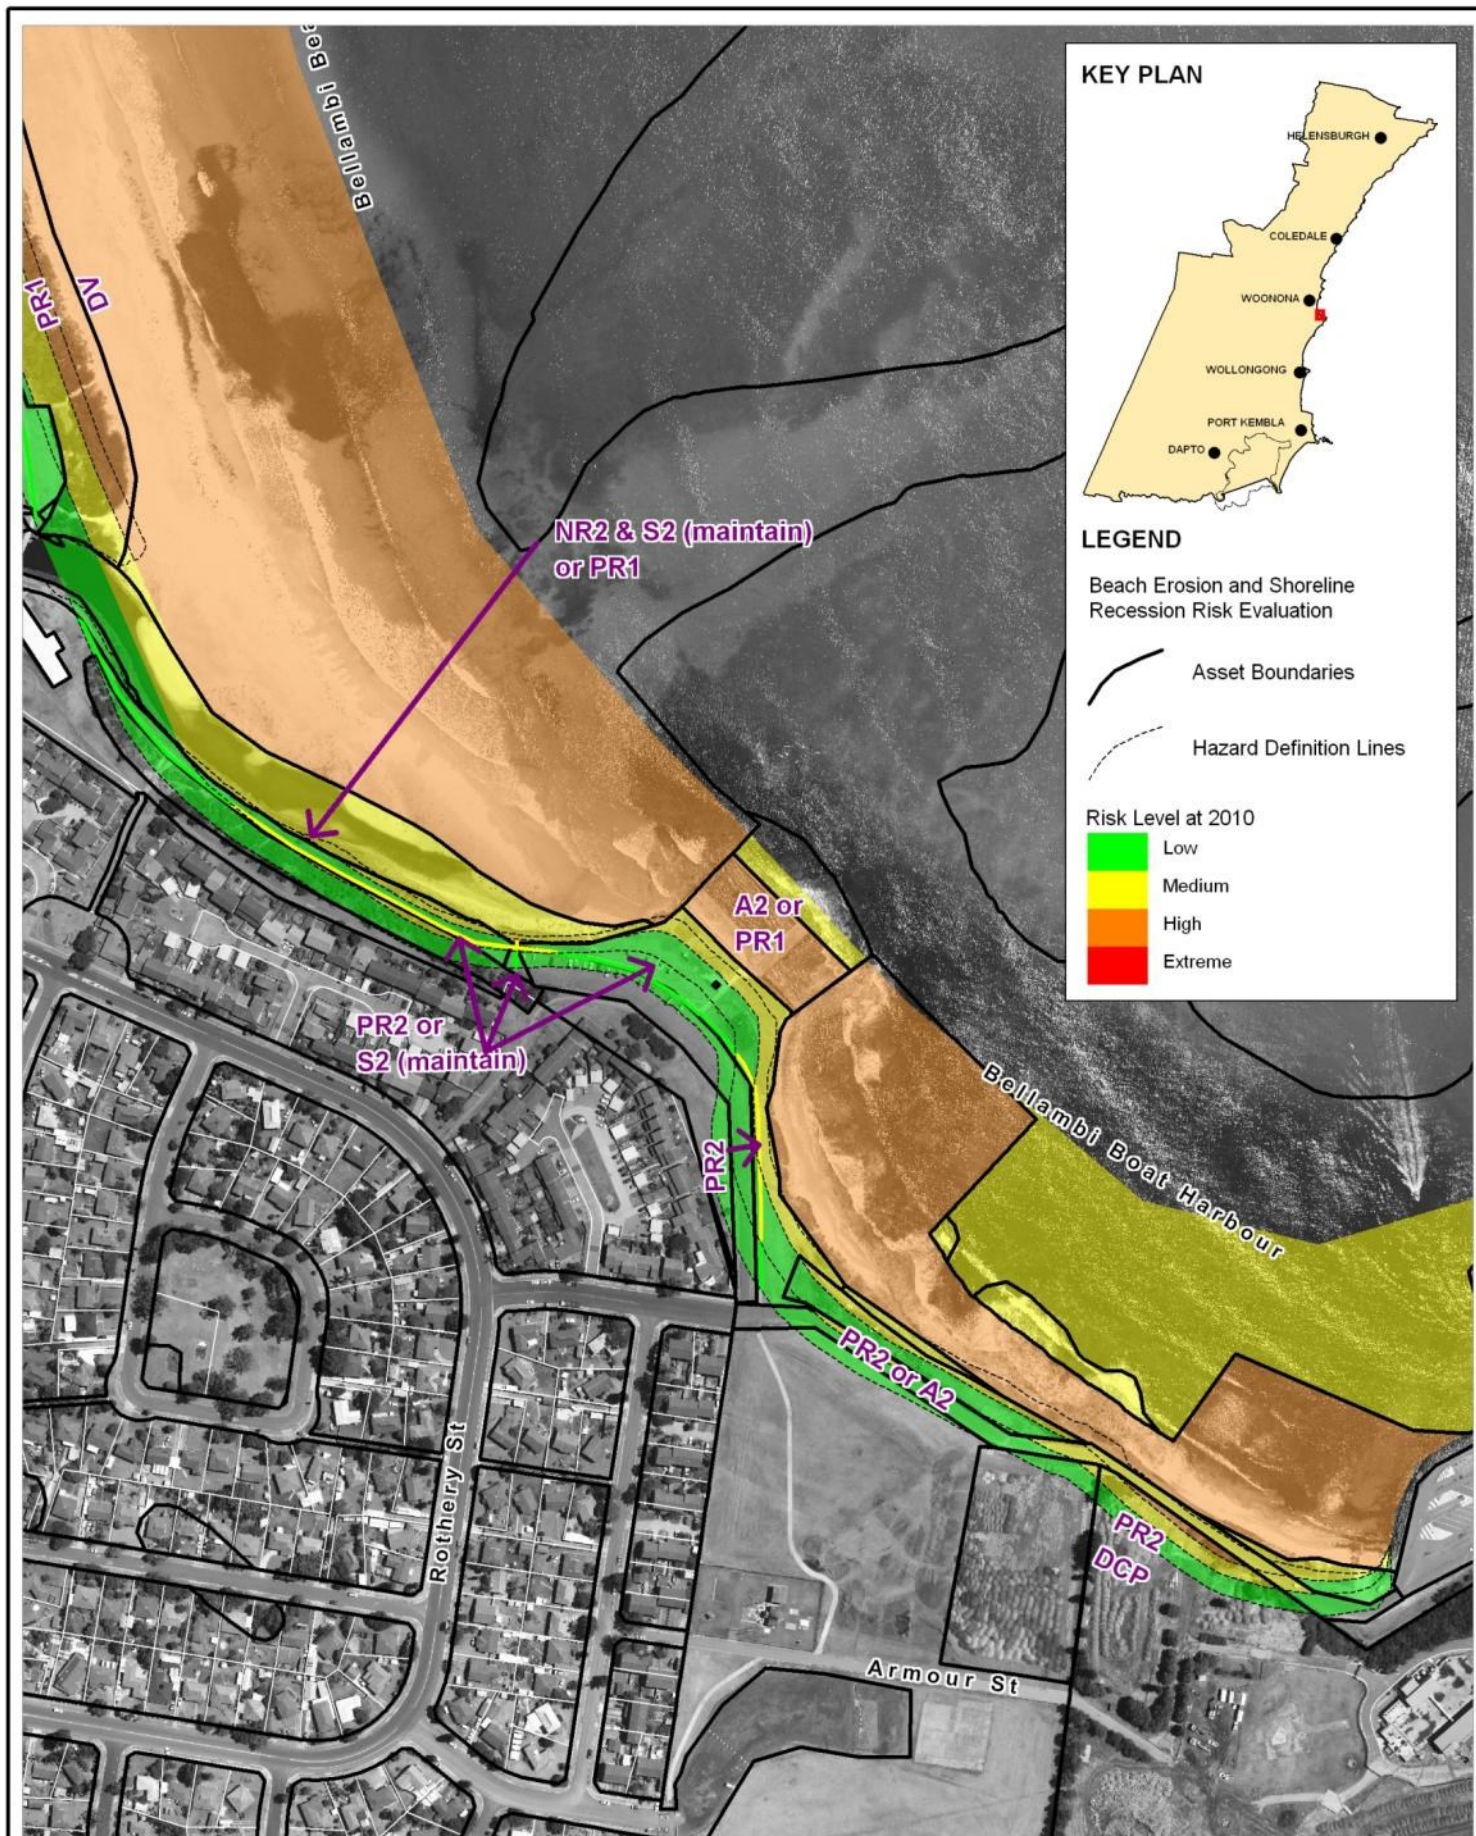 Bellambi Bea
KEY PLAN
HELENSBURGH
COLEDALE
WOONONA
WOLLONGONG
PORT KEMBLA
DAPTO
LEGEND
Beach Erosion and Shoreline
Recession Risk Evaluation
Asset Boundaries
Hazard Definition Lines
Risk Level at 2010
Low
Medium
High
Extreme
PR1
DV
NR2 & S2 (maintain)
or PR1
A2 or
PR1
PR2 or
S2 (maintain)
PR2
Bellambi Boat Harbour
PR2 or A2
PR2
DCP
Rothery St
Armour St